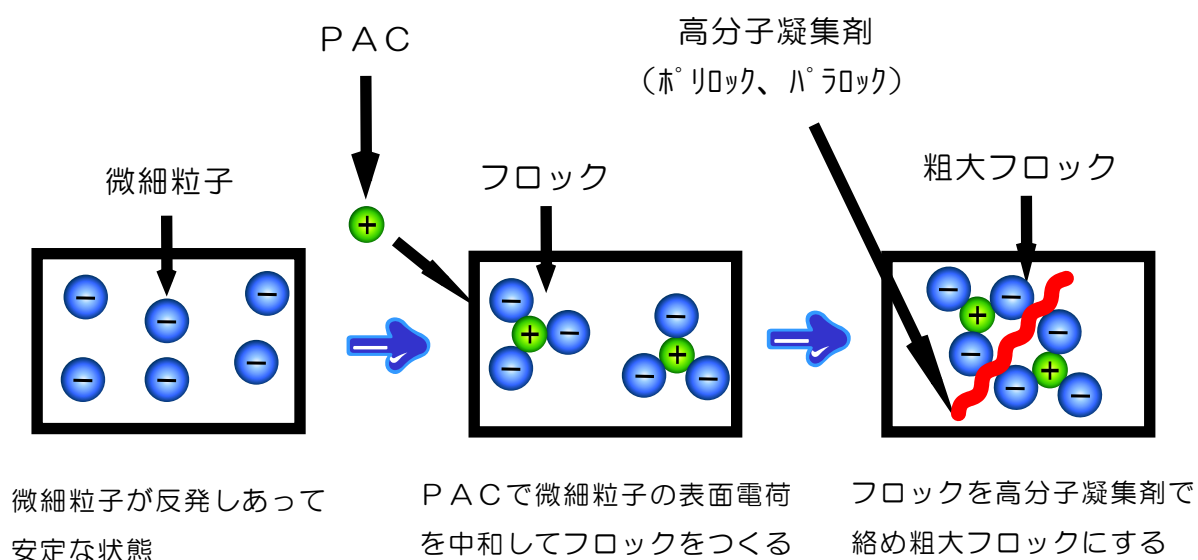 PAC
高分子凝集剤
(ポリロック、パラロック)
微細粒子
フロック
粗大フロック
+
− − −
− −
−
− + −
−
−
+
− −
− −
+ −
− +
− −
微細粒子が反発しあって
安定な状態
PACで微細粒子の表面電荷
を中和してフロックをつくる
フロックを高分子凝集剤で
絡め粗大フロックにする